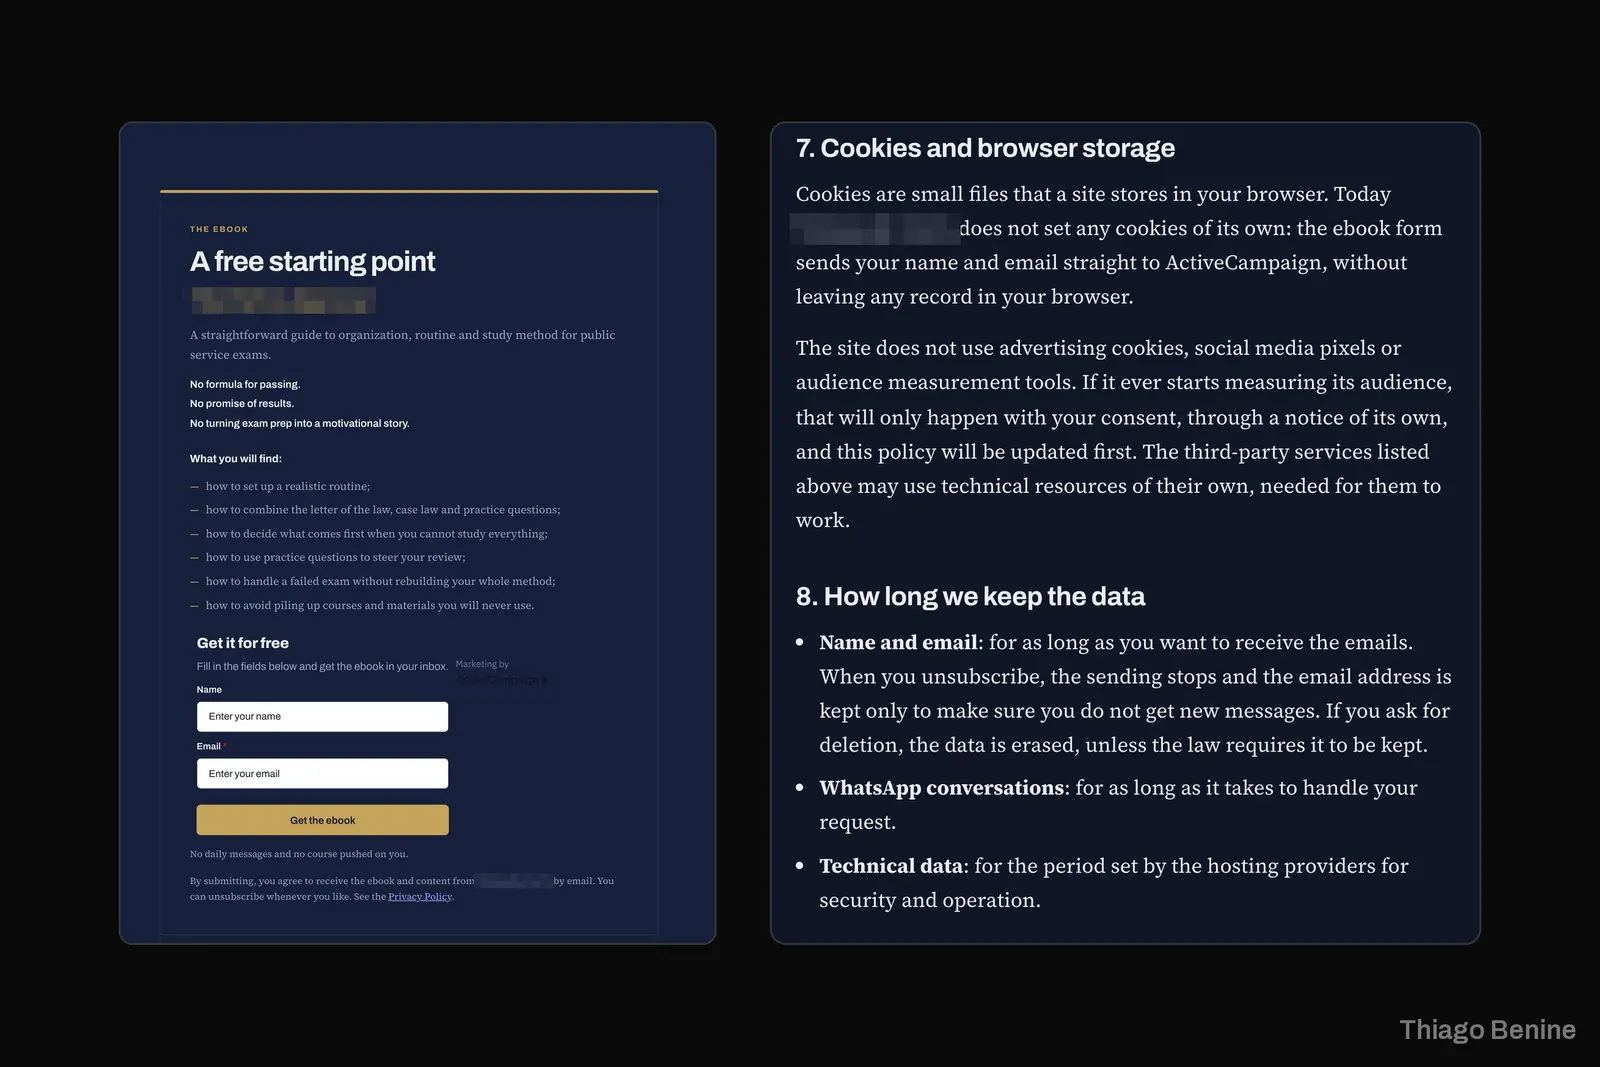 THE EBOOK
A free starting point
A straightforward guide to organization, routine and study method for public
service exams.
No formula for passing.
No promise of results.
No turning exam prep into a motivational story.
What you will find:
— how to set up a realistic routine;
— how to combine the letter of the law, case law and practice questions;
— how to decide what comes first when you cannot study everything;
— how to use practice questions to steer your review;
— how to handle a failed exam without rebuilding your whole method;
— how to avoid piling up courses and materials you will never use.
Get it for free
Fill in the fields below and get the ebook in your inbox.
Marketing by
ActiveCampaign
Name
Enter your name
Email *
Enter your email
Get the ebook
No daily messages and no course pushed on you.
By submitting, you agree to receive the ebook and content from by email. You
can unsubscribe whenever you like. See the Privacy Policy.
7. Cookies and browser storage
Cookies are small files that a site stores in your browser. Today
does not set any cookies of its own: the ebook form
sends your name and email straight to ActiveCampaign, without
leaving any record in your browser.
The site does not use advertising cookies, social media pixels or
audience measurement tools. If it ever starts measuring its audience,
that will only happen with your consent, through a notice of its own,
and this policy will be updated first. The third-party services listed
above may use technical resources of their own, needed for them to
work.
8. How long we keep the data
• Name and email: for as long as you want to receive the emails.
When you unsubscribe, the sending stops and the email address is
kept only to make sure you do not get new messages. If you ask for
deletion, the data is erased, unless the law requires it to be kept.
• WhatsApp conversations: for as long as it takes to handle your
request.
• Technical data: for the period set by the hosting providers for
security and operation.
Thiago Benine